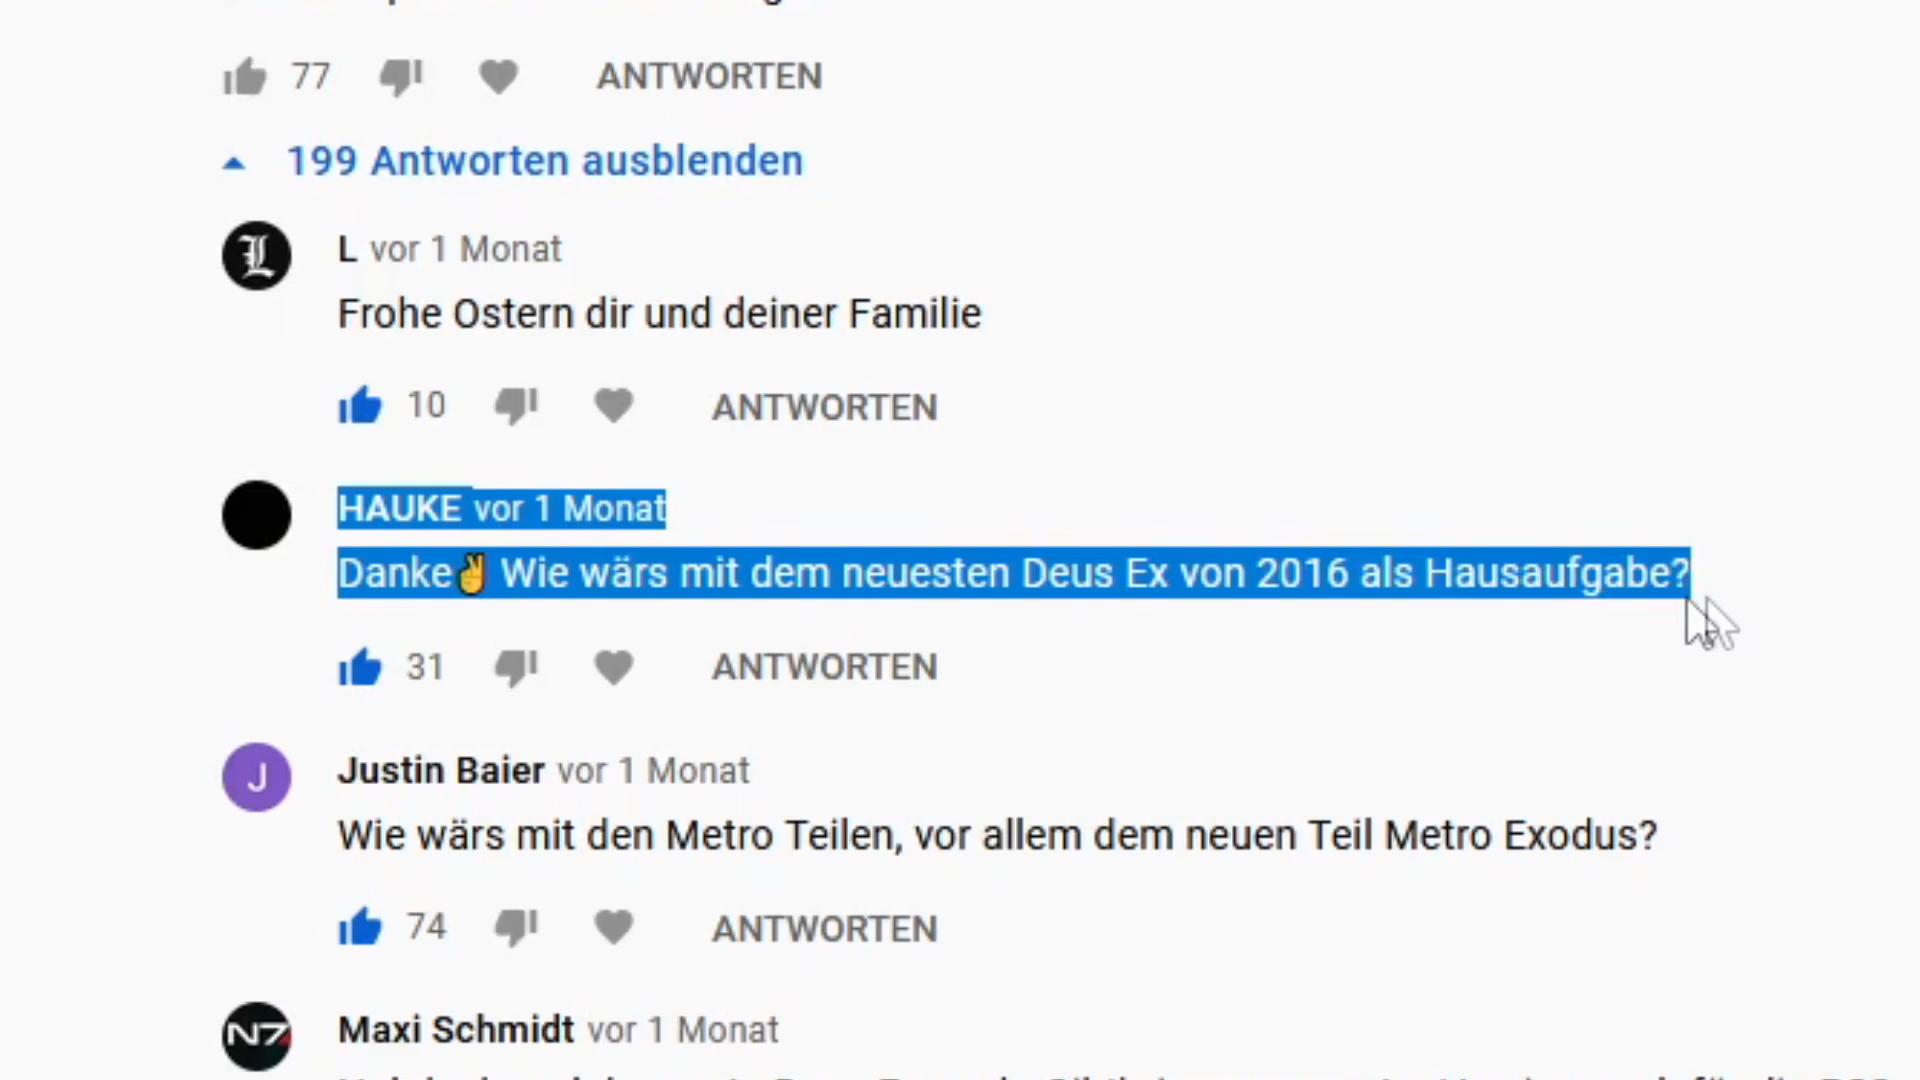 77 ANTWORTEN
199 Antworten ausblenden
L vor 1 Monat
Frohe Ostern dir und deiner Familie
10 ANTWORTEN
HAUKE vor 1 Monat
Danke✌ Wie wärs mit dem neuesten Deus Ex von 2016 als Hausaufgabe?
31 ANTWORTEN
J
Justin Baier vor 1 Monat
Wie wärs mit den Metro Teilen, vor allem dem neuen Teil Metro Exodus?
74 ANTWORTEN
N7
Maxi Schmidt vor 1 Monat